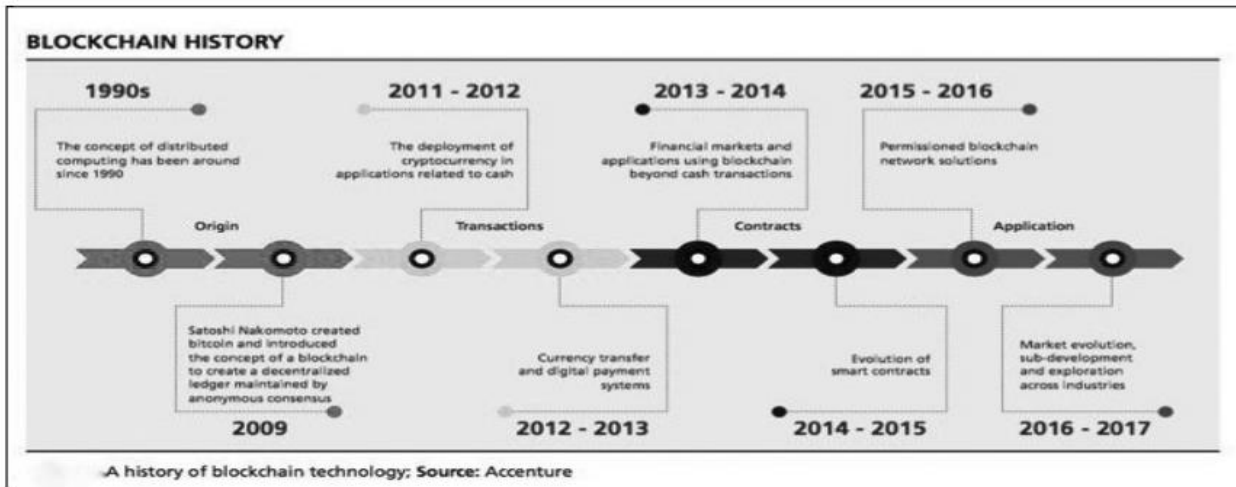 BLOCKCHAIN HISTORY
1990s
The concept of distributed
computing has been around
since 1990
2011 - 2012
The deployment of
cryptocurrency in
applications related to cash
2013 - 2014
Financial markets and
applications using blockchain
beyond cash transactions
2015 - 2016
Permissioned blockchain
network solutions
Origin
Transactions
Contracts
Application
Satoshi Nakomoto created
bitcoin and introduced
the concept of a blockchain
to create a decentralized
ledger maintained by
anonymous consensus
2009
Currency transfer
and digital payment
systems
2012 - 2013
Evolution of
smart contracts
2014 - 2015
Market evolution,
sub-development
and exploration
across industries
2016 - 2017
A history of blockchain technology; Source: Accenture